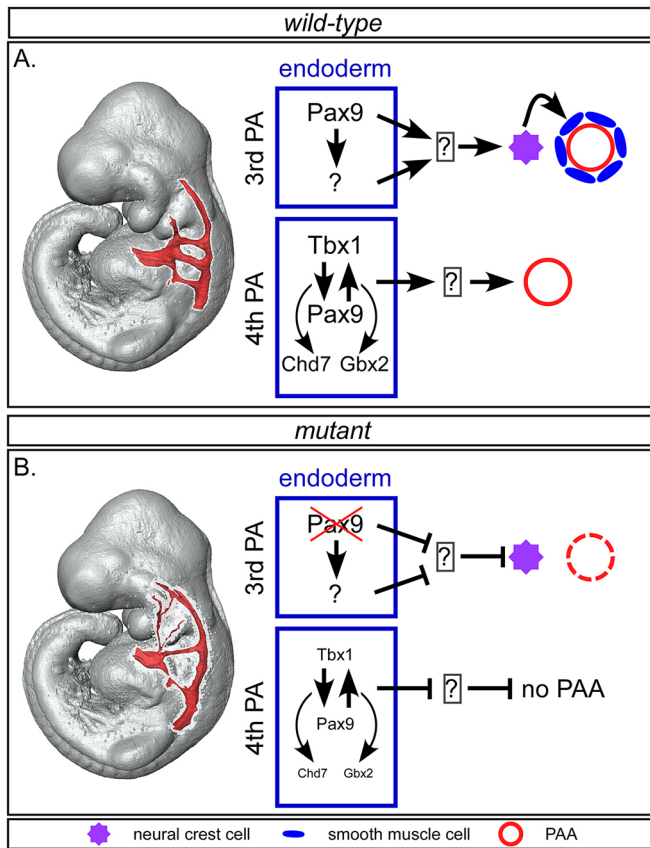 wild-type
A.
endoderm
3rd PA
Pax9
?
?
4th PA
Tbx1
Pax9
Chd7 Gbx2
?
mutant
B.
endoderm
3rd PA
Pax9
?
?
4th PA
Tbx1
Pax9
Chd7 Gbx2
?
no PAA
neural crest cell smooth muscle cell PAA